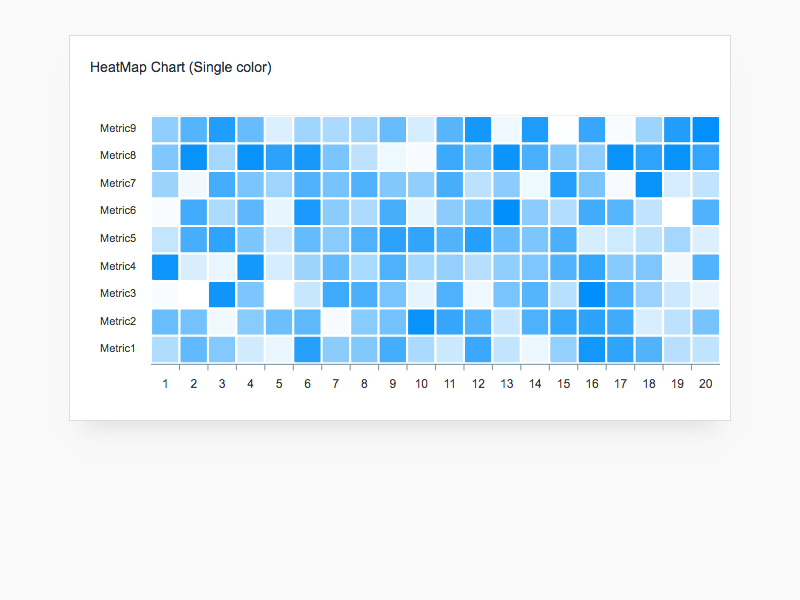 HeatMap Chart (Single color)
Metric9
Metric8
Metric7
Metric6
Metric5
Metric4
Metric3
Metric2
Metric1
1 2 3 4 5 6 7 8 9 10 11 12 13 14 15 16 17 18 19 20